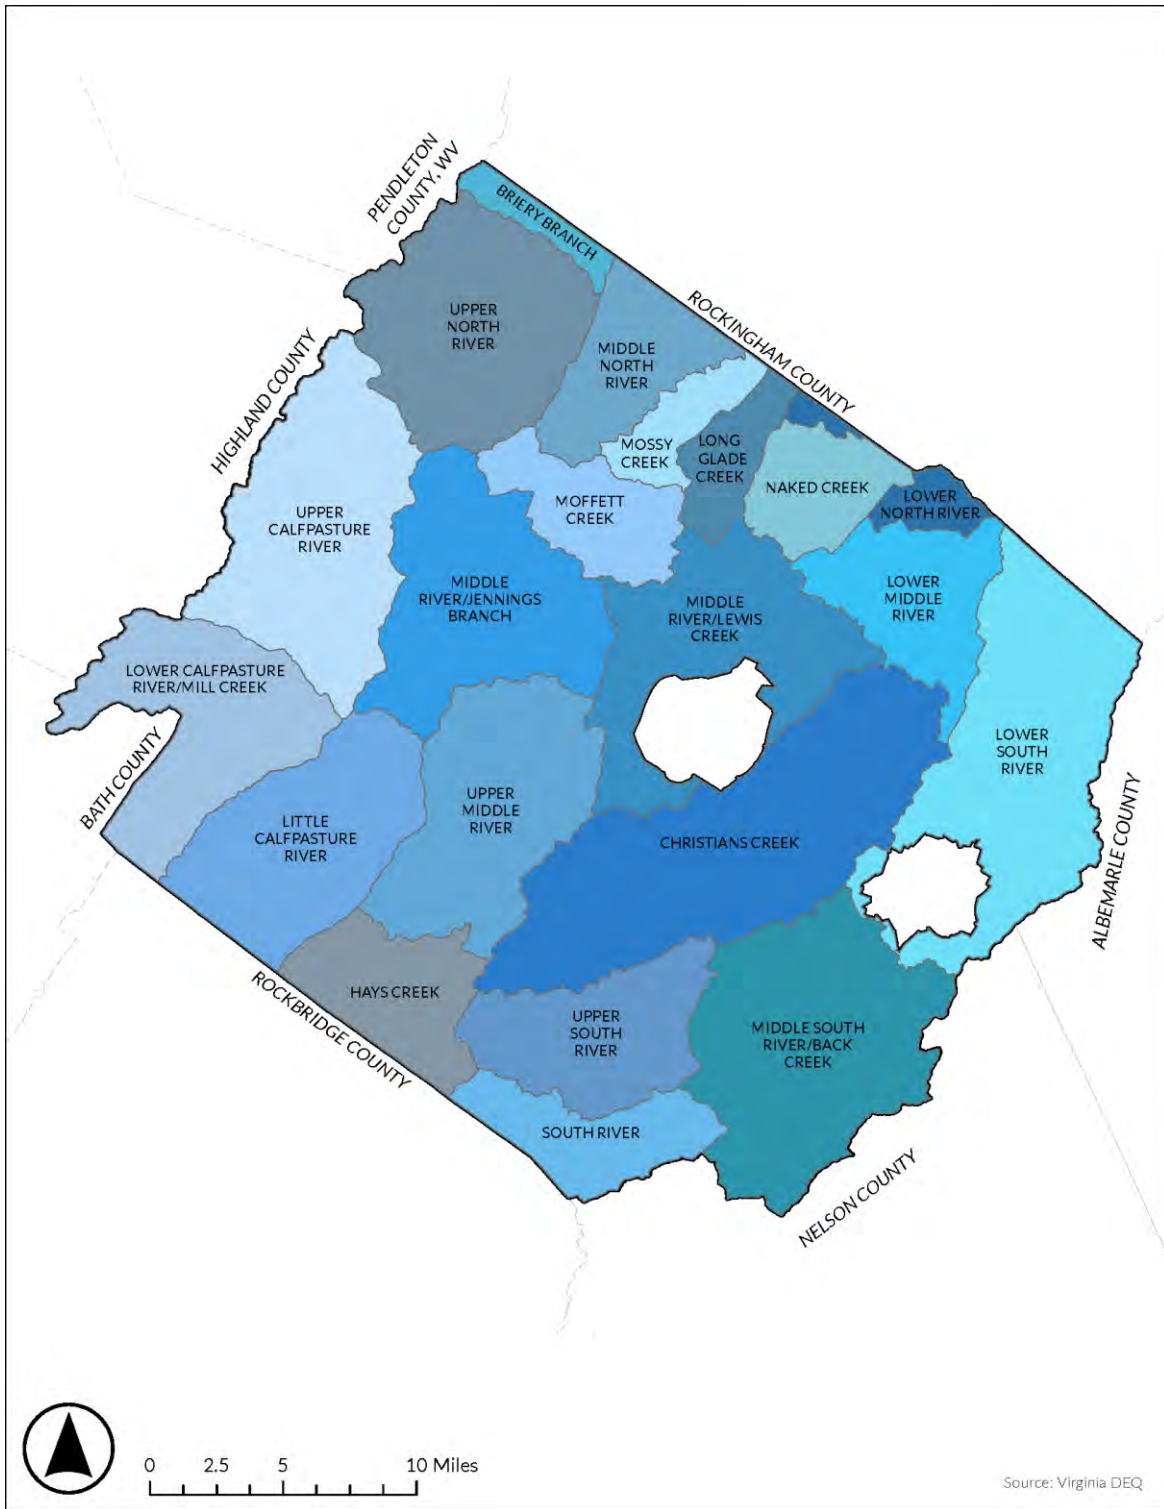 PENDLETON
COUNTY, WV
BRIERY BRANCH
UPPER
NORTH
RIVER
ROCKINGHAM COUNTY
MIDDLE
NORTH
RIVER
HIGHLAND COUNTY
MOSSY
CREEK
LONG
GLADE
CREEK
NAKED CREEK
LOWER
NORTH RIVER
MOFFETT
CREEK
UPPER
CALFPASTURE
RIVER
MIDDLE
RIVER/JENNINGS
BRANCH
MIDDLE
RIVER/LEWIS
CREEK
LOWER
MIDDLE
RIVER
LOWER CALFPASTURE
RIVER/MILL CREEK
LOWER
SOUTH
RIVER
BATH COUNTY
UPPER
MIDDLE
RIVER
LITTLE
CALFPASTURE
RIVER
CHRISTIANS CREEK
ALBEMARLE COUNTY
HAYS CREEK
ROCKBRIDGE COUNTY
UPPER
SOUTH
RIVER
MIDDLE SOUTH
RIVER/BACK
CREEK
SOUTH RIVER
NELSON COUNTY
0 2.5 5 10 Miles
Source: Virginia DEQ